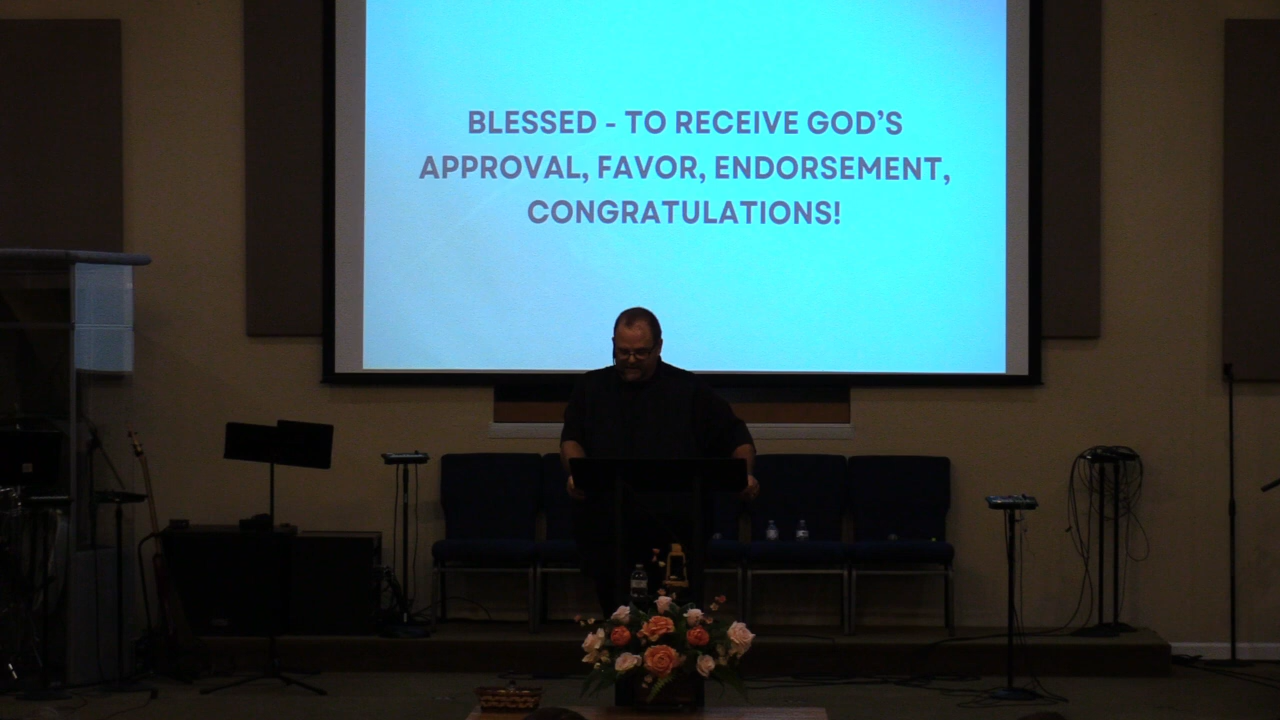 BLESSED - TO RECEIVE GOD’S
APPROVAL, FAVOR, ENDORSEMENT,
CONGRATULATIONS!